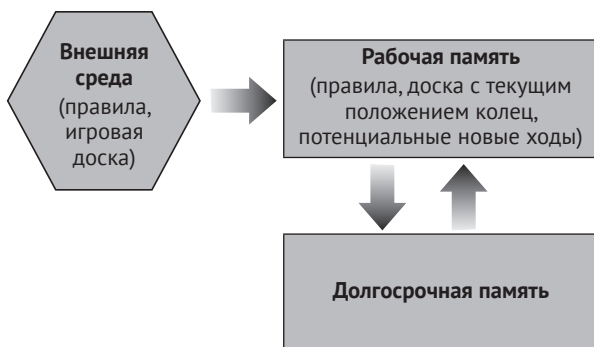 Внешняя
среда
(правила,
игровая
доска)
Рабочая память
(правила, доска с текущим
положением колец,
потенциальные новые ходы)
Долгосрочная память